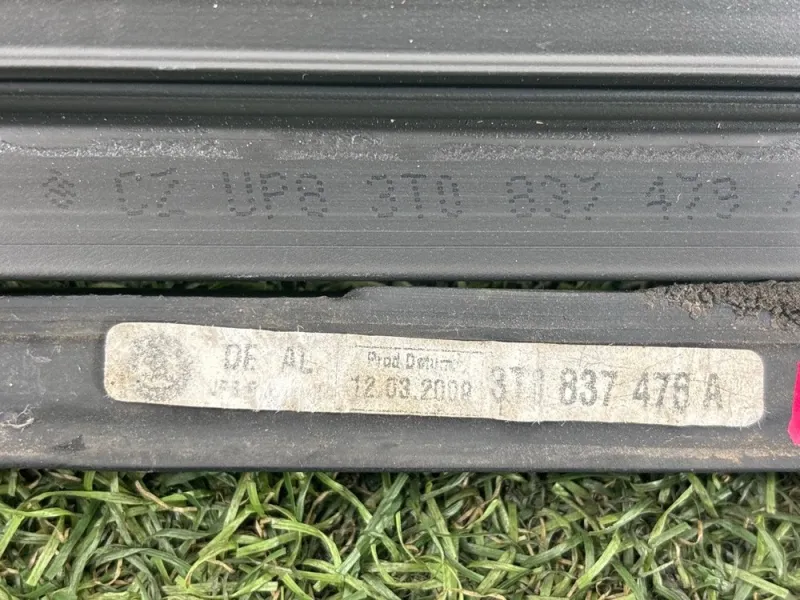 CZ UP8 3T0 837 479
DE AL
Prod.Datum
12.03.2009
3T0 837 476 A